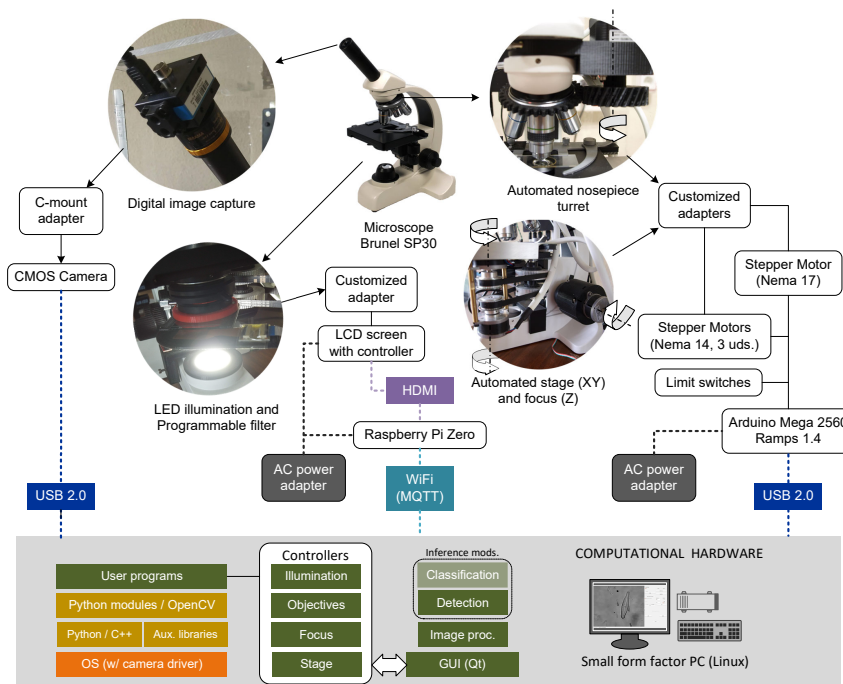 Digital image capture
Microscope
Brunel SP30
Automated nosepiece
turret
C-mount
adapter
CMOS Camera
Customized
adapters
Stepper Motor
(Nema 17)
Customized
adapter
LCD screen
with controller
Stepper Motors
(Nema 14, 3 uds.)
Limit switches
LED illumination and
Programmable filter
HDMI
Automated stage (XY)
and focus (Z)
Raspberry Pi Zero
Arduino Mega 2560
Ramps 1.4
AC power
adapter
WiFi
(MQTT)
AC power
adapter
USB 2.0
USB 2.0
Controllers
Inference mods.
COMPUTATIONAL HARDWARE
User programs
Illumination
Classification
Python modules / OpenCV
Objectives
Detection
Python / C++
Aux. libraries
Focus
Image proc.
OS (w/ camera driver)
Stage
GUI (Qt)
Small form factor PC (Linux)